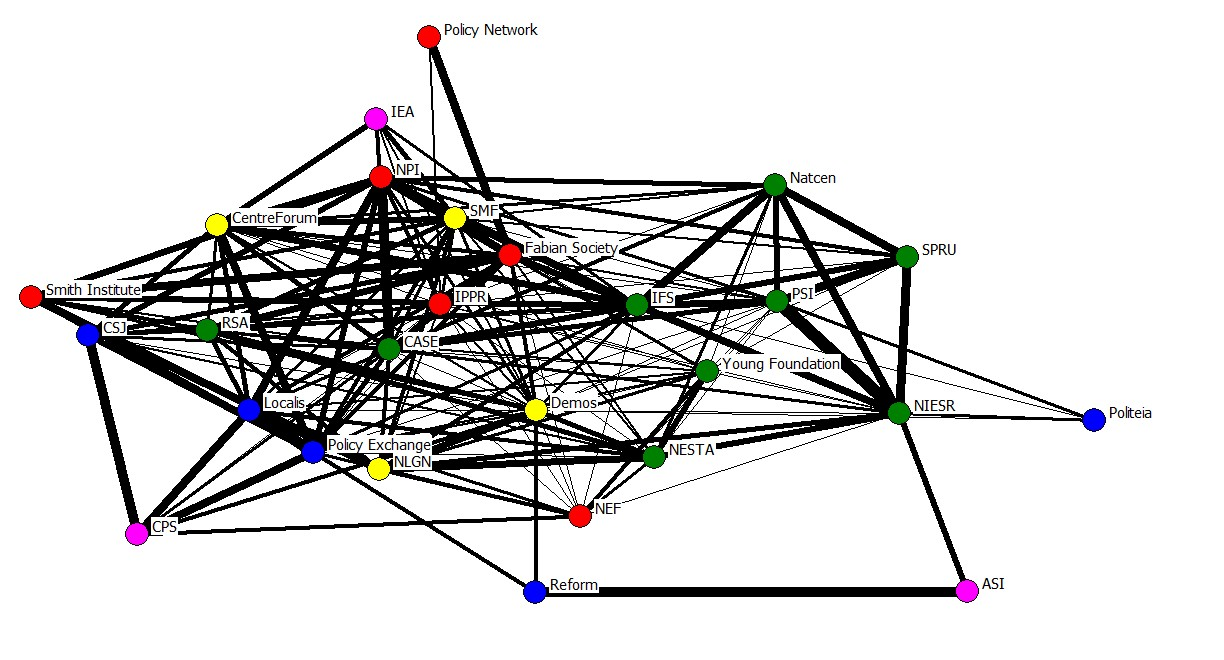 Policy Network
IEA
NPI
Natcen
SMF
CentreForum
Fabian Society
SPRU
Smith Institute
IPPR
IFS
PSI
CSJ
RSA
CASE
Young Foundation
Localis
Demos
NIESR
Politeia
Policy Exchange
NLGN
NESTA
NEF
CPS
Reform
ASI